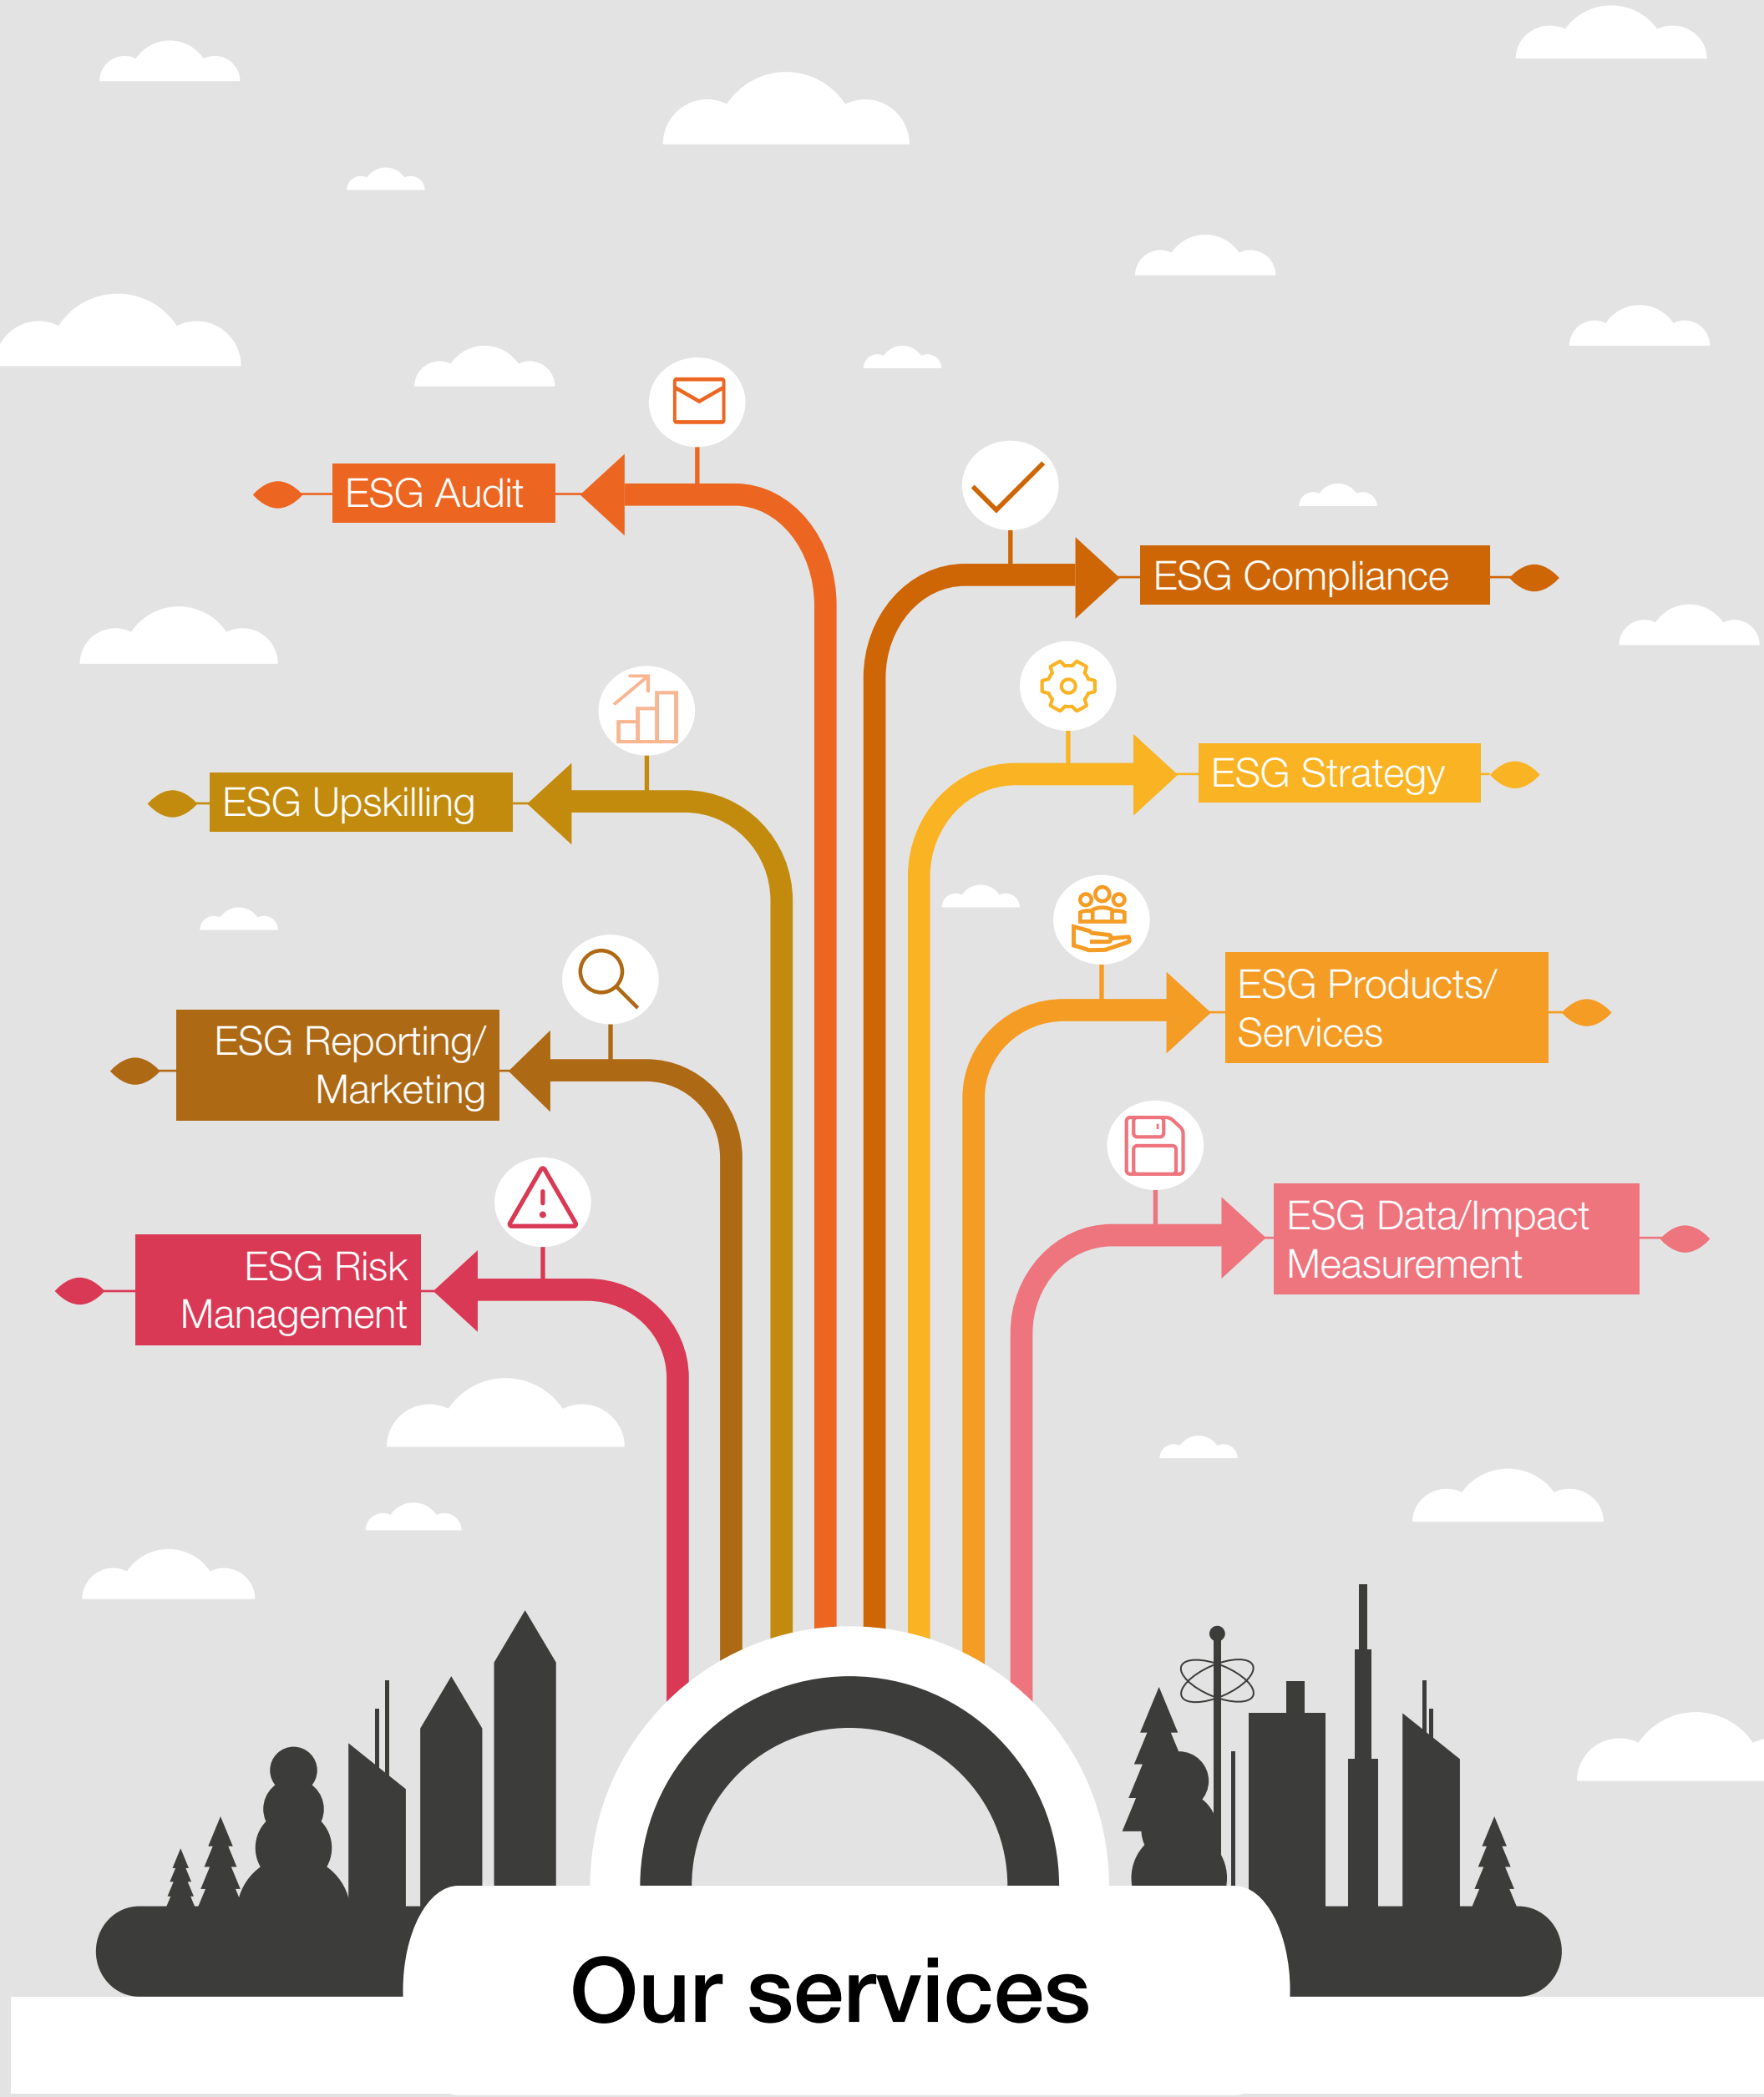 ESG Audit
ESG Compliance
ESG Strategy
ESG Upskilling
ESG Products/
Services
ESG Reporting/
Marketing
ESG Data/Impact
Measurement
ESG Risk
Management
Our services